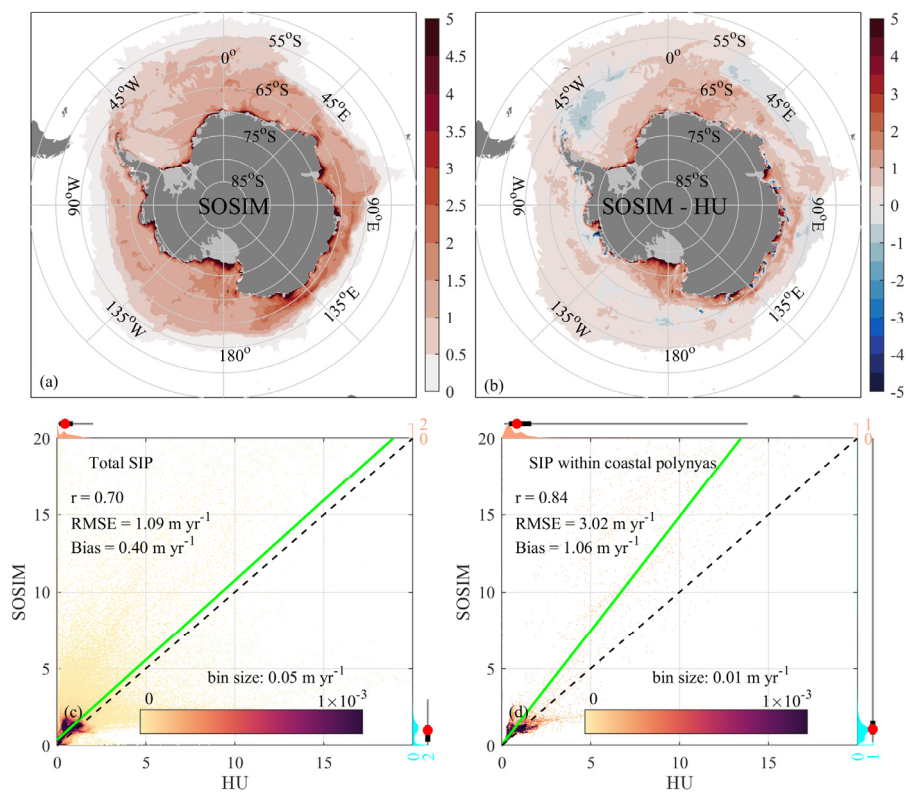 55°S
0°
65°S
45°W
45°E
75°S
85°S
90°W
SOSIM
90°E
135°W
135°E
180°
(a)
5
4.5
4
3.5
3
2.5
2
1.5
1
0.5
0
55°S
0°
65°S
45°W
45°E
75°S
85°S
90°W
SOSIM - HU
90°E
135°W
135°E
180°
(b)
5
4
3
2
1
0
-1
-2
-3
-4
-5
2
0
20
15
10
5
0
SOSIM
Total SIP
r = 0.70
RMSE = 1.09 m yr⁻¹
Bias = 0.40 m yr⁻¹
bin size: 0.05 m yr⁻¹
0
1×10⁻³
(c)
0
5
10
15
HU
0
2
1
0
20
15
10
5
0
SOSIM
SIP within coastal polynyas
r = 0.84
RMSE = 3.02 m yr⁻¹
Bias = 1.06 m yr⁻¹
bin size: 0.01 m yr⁻¹
0
1×10⁻³
(d)
0
5
10
15
HU
0
1